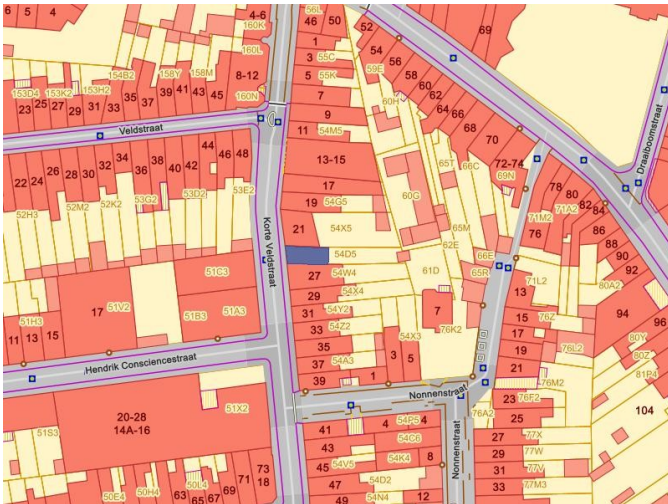 6 5 4
4-6
160K
160L
56L
46 50
1
3 55C
5 55K
7
9
11 54M5
13-15
17
19 54G5
21 54X5
54D5
27 54W4
29 54X4
31 54Y2
33 54Z2
35
37 54A3
39
1
3
5
54X3
153D4 153K2 153H2 154B2 158Y 158M
8-12
160N
23 25 27 29 31 33 35 37 39 41 43 45
Veldstraat
22 24 26 28 30 32 34 36 38 40 42 44 46 48
52H3 52M2 52K2 53G2 53D2 53E2
Korte Veldstraat
51C3
51V2
17
51B3 51A3
51H3
11 13 15
Hendrik Consciencestraat
20-28
14A-16
51X2
51S3
50E4 50H4 50L4
63 65 67 69 71 73
18
52
54
56
58
60
62
64
66
68
70
72-74
69
59E
60H
65T
66C
69N
60G
65M
62E
61D
66E
65R
7
76K2
Draaiboomstraat
78 80 82 84
71A2
71M2
76
86
88
90
92
80A2
94
96
71L2
13
15 76Z
17
19 76L2
21
76M2
23 76F2
25
80Y
80Z
81P4
104
Nonnenstraat
76A2
Nonnenstraat
27 77X
29 77W
31 77V
33 77M3
41
43
45 54V5
47
49 54N4
4 54P5 4
54C6
54K4
8
54D2
12